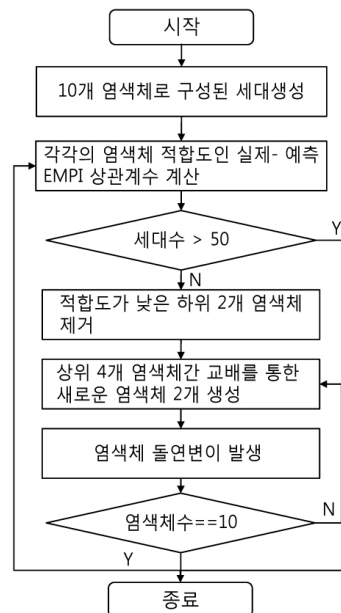 시작
10개 염색체로 구성된 세대생성
각각의 염색체 적합도인 실제- 예측
EMPI 상관계수 계산
세대수 > 50
Y
N
적합도가 낮은 하위 2개 염색체
제거
상위 4개 염색체간 교배를 통한
새로운 염색체 2개 생성
염색체 돌연변이 발생
염색체수==10
N
Y
종료